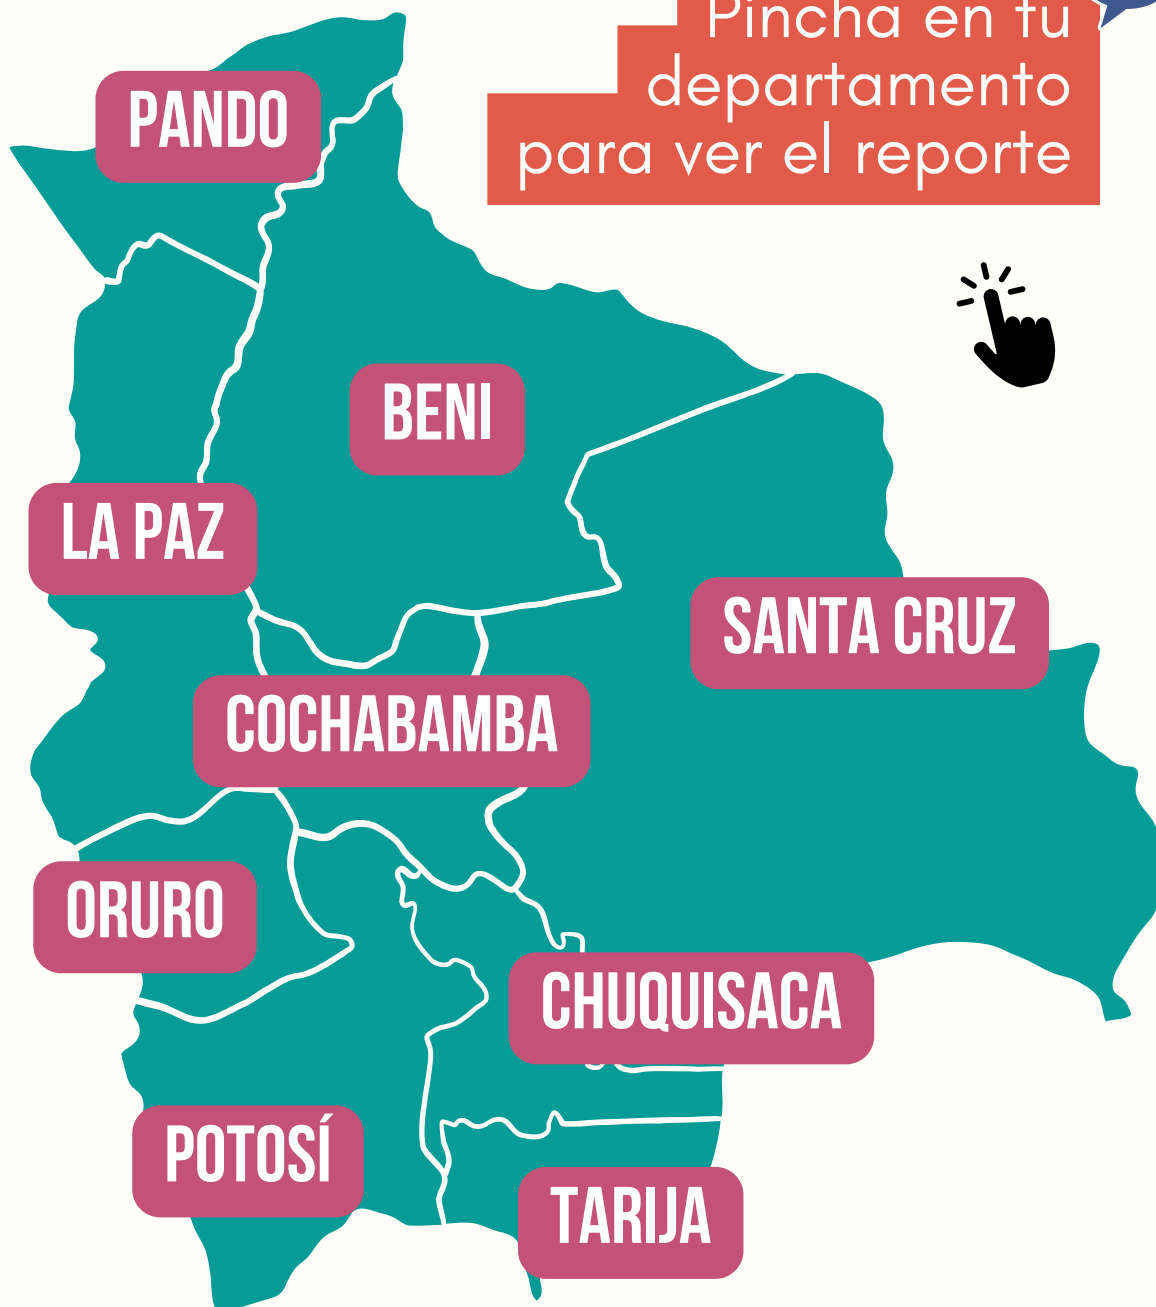 Pincha en tu
departamento
para ver el reporte
PANDO
BENI
LA PAZ
SANTA CRUZ
COCHABAMBA
ORURO
CHUQUISACA
POTOSÍ
TARIJA